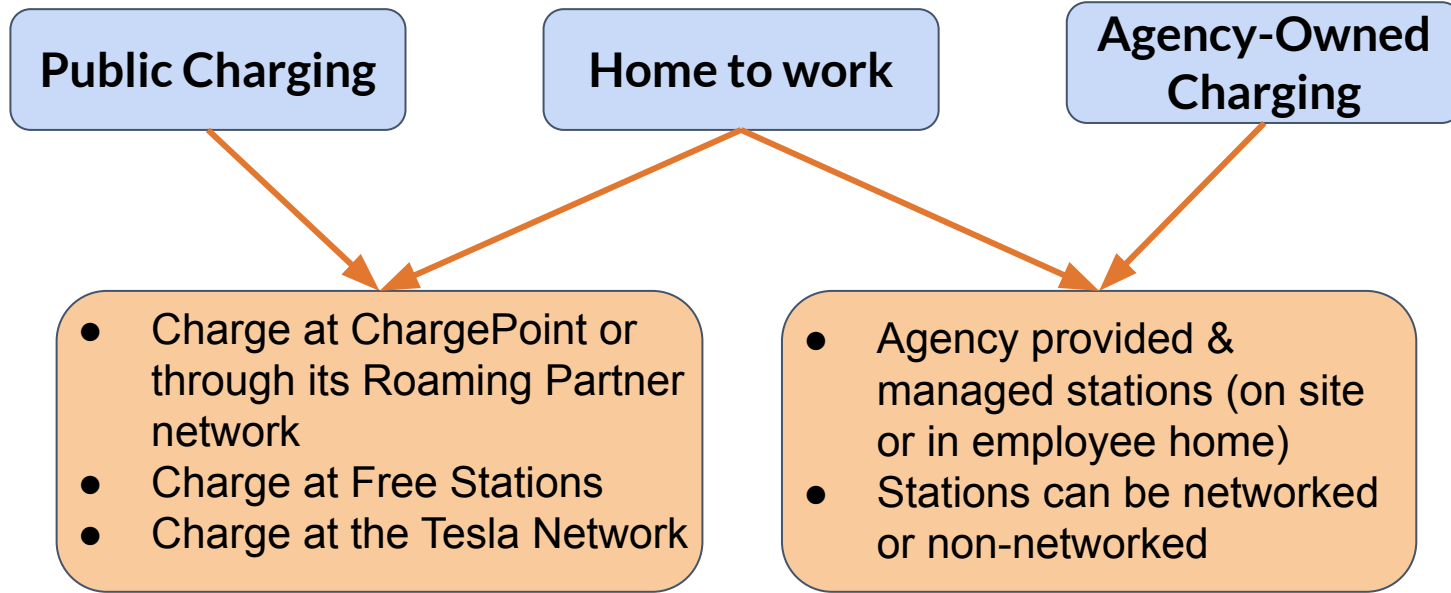 Public Charging
Home to work
Agency-Owned
Charging
● Charge at ChargePoint or
through its Roaming Partner
network
● Charge at Free Stations
● Charge at the Tesla Network
● Agency provided &
managed stations (on site
or in employee home)
● Stations can be networked
or non-networked